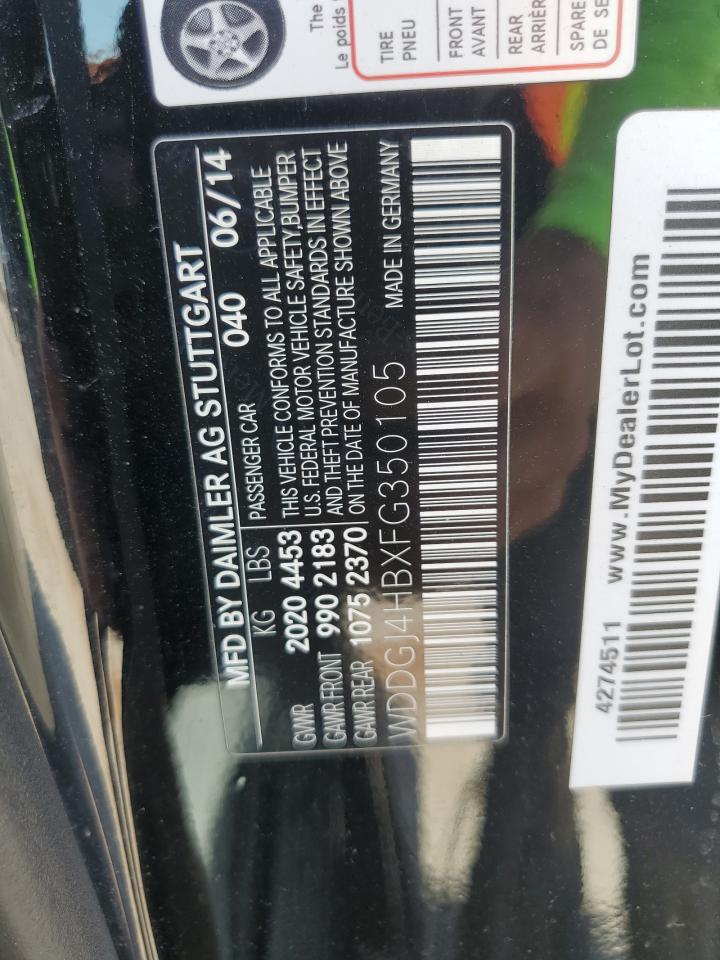 The
Le poids
TIRE
PNEU
FRONT
AVANT
REAR
ARRIÈR
SPARE
DE SE
MFD BY DAIMLER AG STUTTGART
KG LBS PASSENGER CAR 040 06/14
GVWR 2020 4453 THIS VEHICLE CONFORMS TO ALL APPLICABLE
GAWR FRONT 990 2183 U.S. FEDERAL MOTOR VEHICLE SAFETY,BUMPER
GAWR REAR 1075 2370 AND THEFT PREVENTION STANDARDS IN EFFECT
ON THE DATE OF MANUFACTURE SHOWN ABOVE
WDDGJ4HBXFG350105 MADE IN GERMANY
4274511 www.MyDealerLot.com